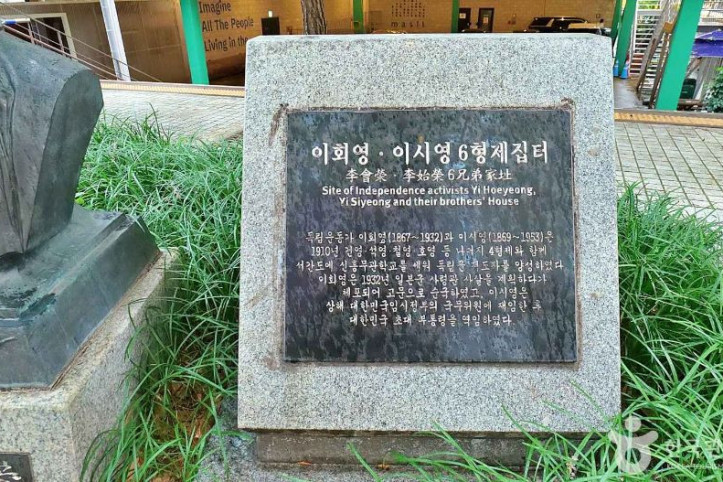 Imagine
All The People
Living in the
masil
이회영·이시영 6형제집터
李會榮·李始榮 6兄弟家址
Site of Independence activists Yi Hoeyeong,
Yi Siyeong and their brothers' House
독립운동가 이회영(1867~1932)과 이시영(1869~1953)은
1910년 건영·석영·철영·호영 등 나머지 4형제와 함께
서간도에 신흥무관학교를 세워 독립군 지도자를 양성하였다.
이회영은 1932년 일본군 사령관 사살을 계획하다가
체포되어 고문으로 순국하였고, 이시영은
상해 대한민국임시정부의 국무위원에 재임한 후
대한민국 초대 부통령을 역임하였다.